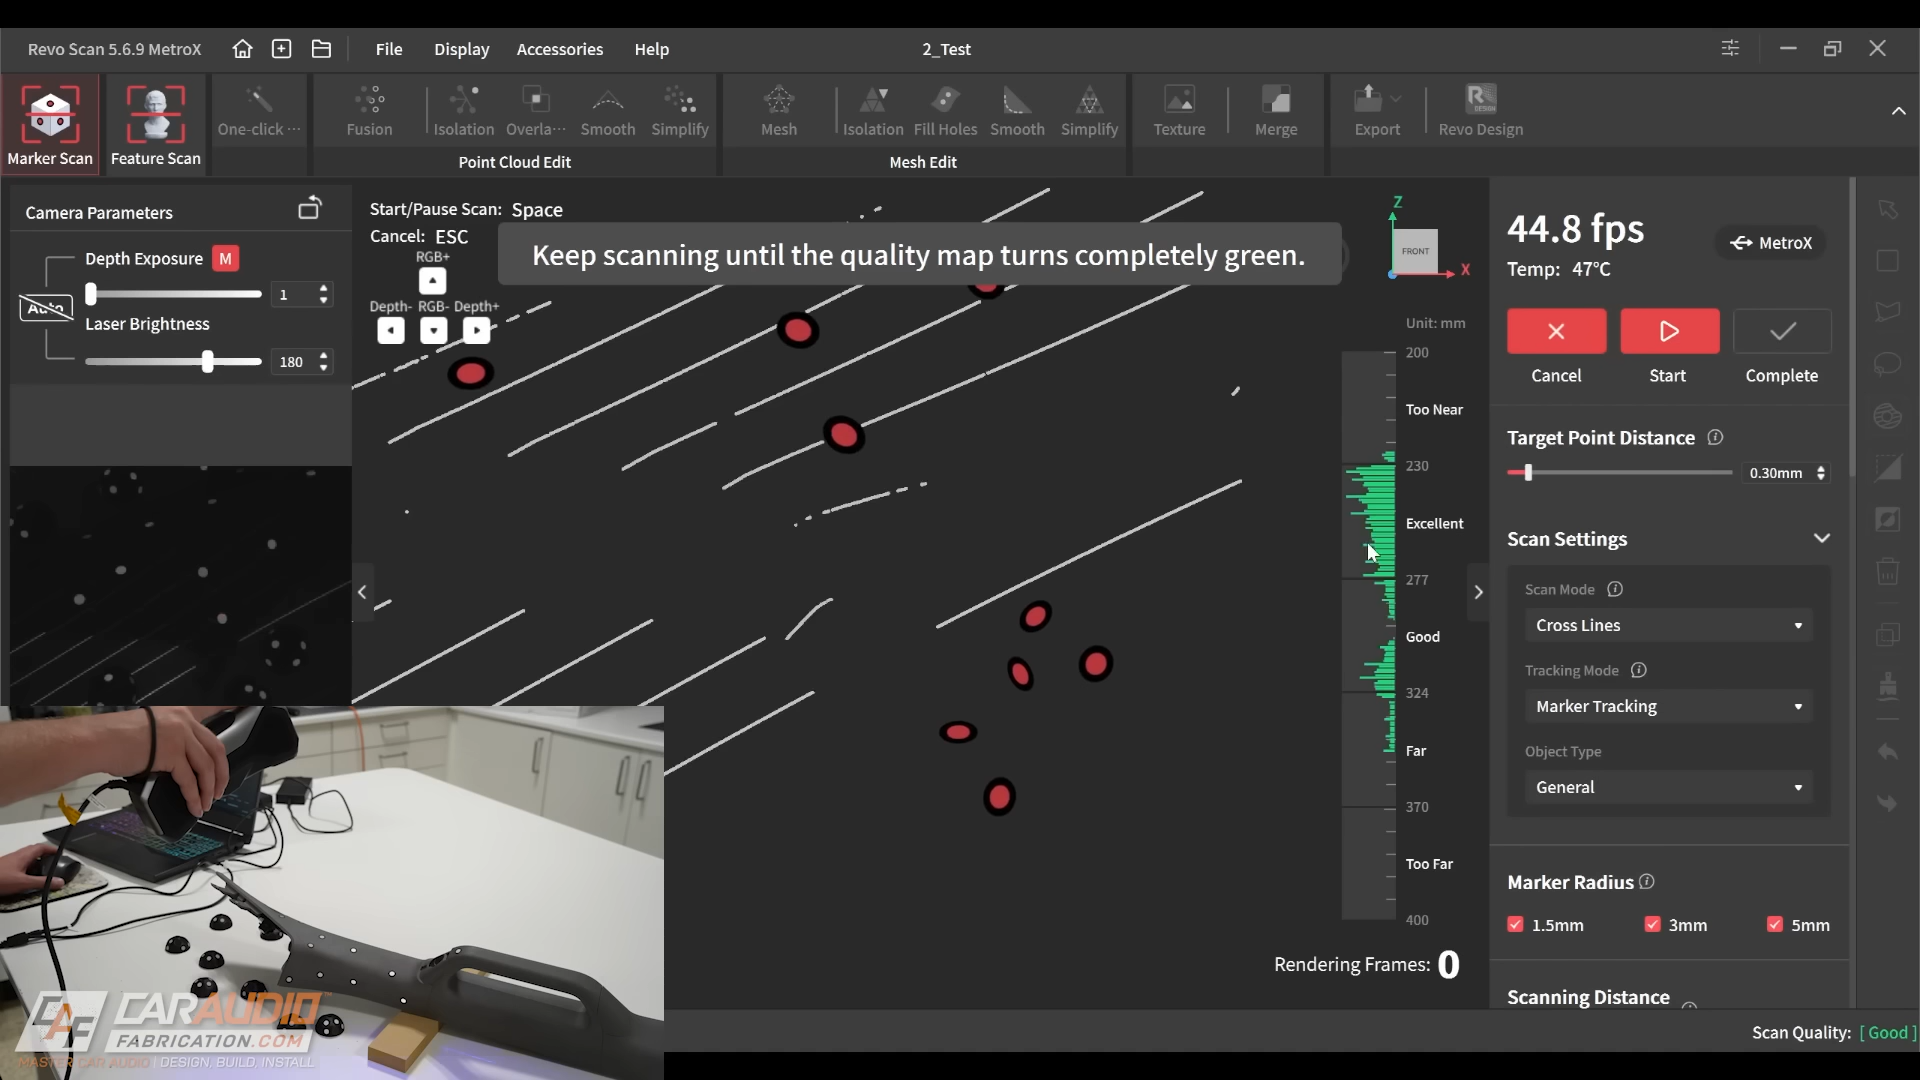 Revo Scan 5.6.9 MetroX
File
Display
Accessories
Help
2_Test
Marker Scan
Feature Scan
One-click ···
Fusion
Isolation
Overla···
Smooth
Simplify
Point Cloud Edit
Mesh
Isolation
Fill Holes
Smooth
Simplify
Mesh Edit
Texture
Merge
Export
Revo Design
Camera Parameters
Depth Exposure M
1
Auto
Laser Brightness
180
Start/Pause Scan: Space
Cancel: ESC
RGB+
Depth- RGB- Depth+
Keep scanning until the quality map turns completely green.
Z
FRONT
X
Unit: mm
200
Too Near
230
Excellent
277
Good
324
Far
370
Too Far
400
Rendering Frames: 0
44.8 fps
MetroX
Temp: 47°C
Cancel
Start
Complete
Target Point Distance
0.30mm
Scan Settings
Scan Mode
Cross Lines
Tracking Mode
Marker Tracking
Object Type
General
Marker Radius
1.5mm
3mm
5mm
Scanning Distance
Scan Quality: [ Good ]
CAF
CAR AUDIO™
FABRICATION.COM
MASTER CAR AUDIO | DESIGN, BUILD, INSTALL